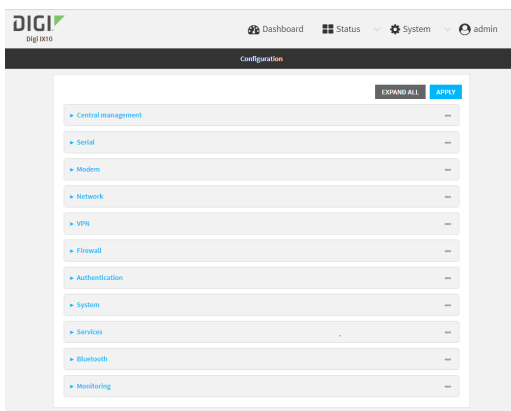 DIGI
Digi IX10
Dashboard Status System admin
Configuration
EXPAND ALL APPLY
Central management
Serial
Modem
Network
VPN
Firewall
Authentication
System
Services
Bluetooth
Monitoring